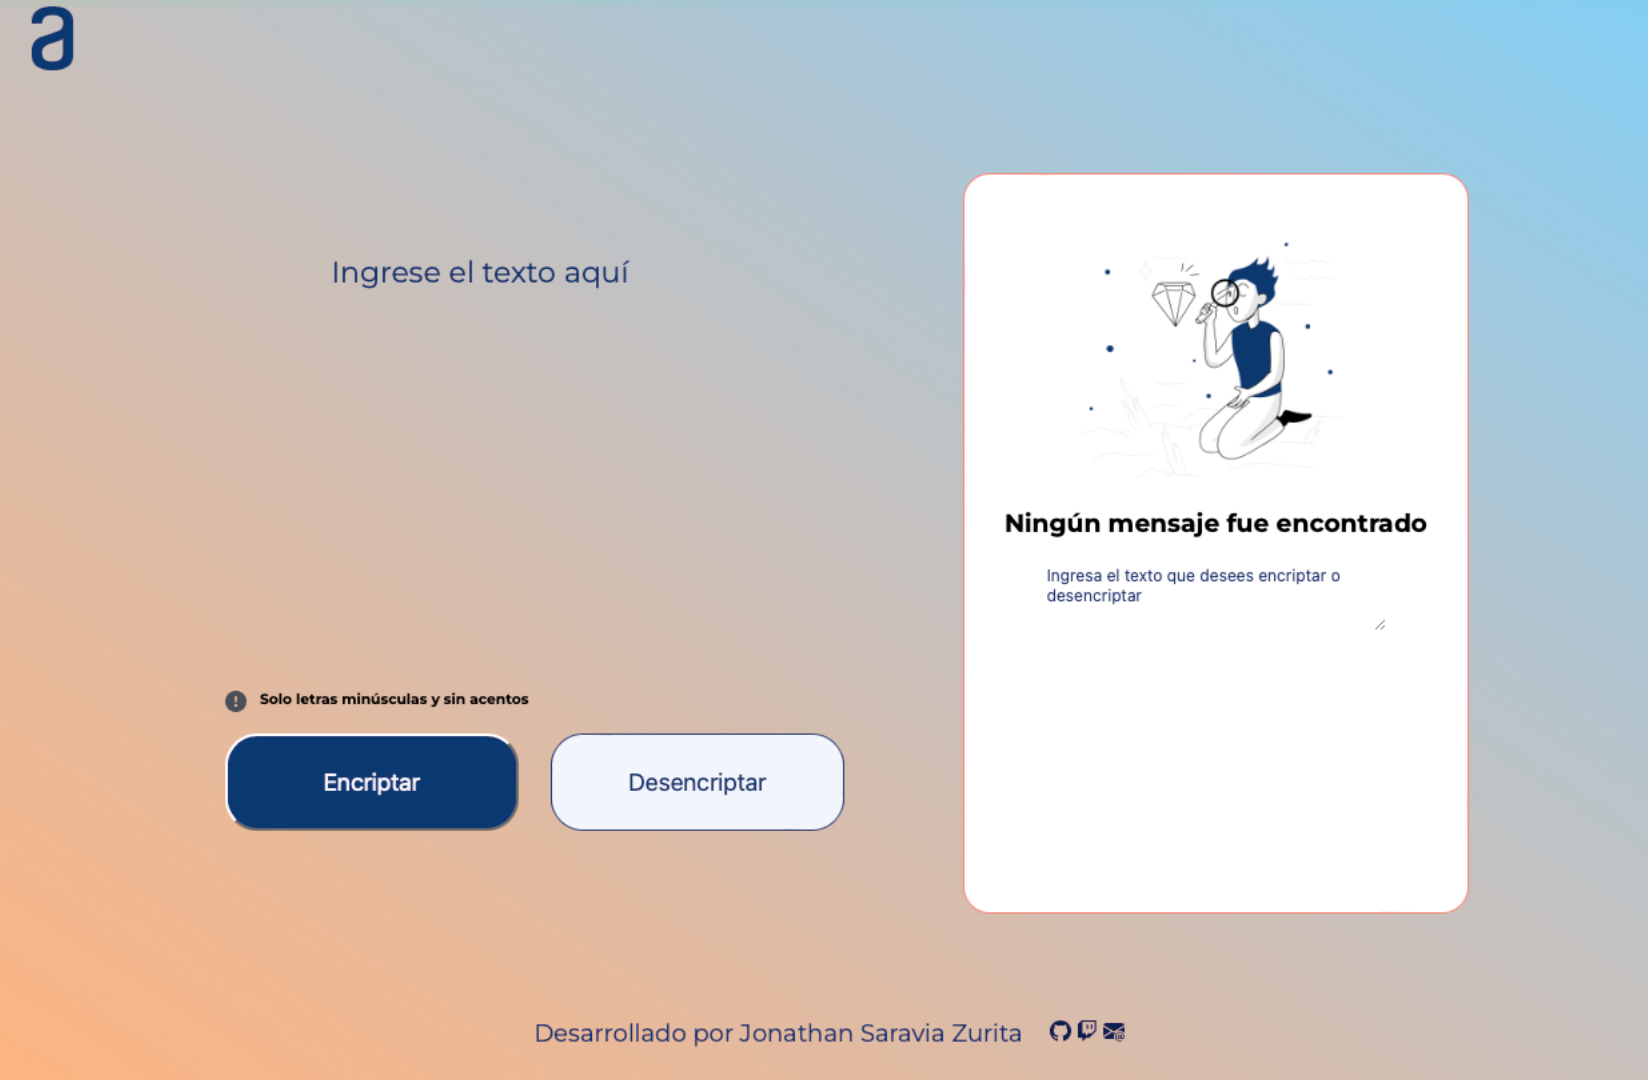 a
Ingrese el texto aquí
Ningún mensaje fue encontrado
Ingresa el texto que desees encriptar o
desencriptar
Solo letras minúsculas y sin acentos
Encriptar
Desencriptar
Desarrollado por Jonathan Saravia Zurita